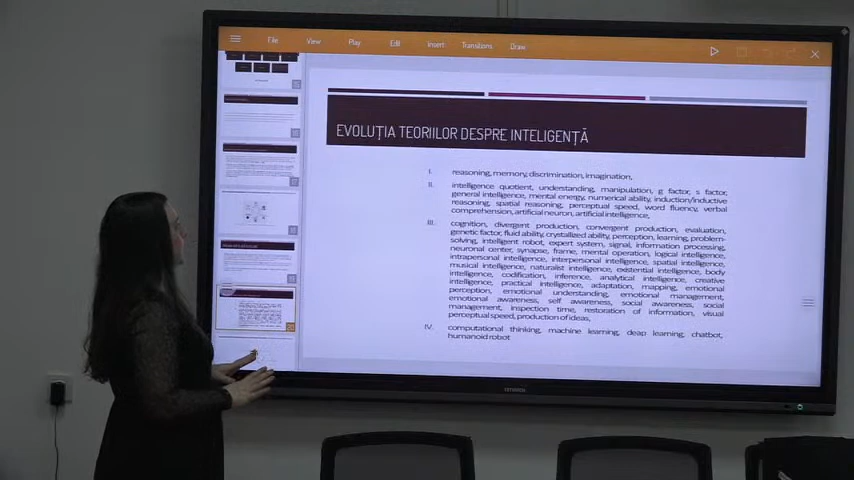 File View Play Edit Insert Transitions Draw
EVOLUȚIA TEORIILOR DESPRE INTELIGENȚĂ
I. reasoning, memory, discrimination, imagination,
II. intelligence quotient, understanding, manipulation, g factor, s factor,
general intelligence, mental energy, numerical ability, induction/inductive
reasoning, spatial reasoning, perceptual speed, word fluency, verbal
comprehension, artificial neuron, artificial intelligence,
III. cognition, divergent production, convergent production, evaluation,
genetic factor, fluid ability, crystallized ability, perception, learning, problem-
solving, intelligent robot, expert system, signal, information processing,
neuronal center, synapse, frame, mental operation, logical intelligence,
intrapersonal intelligence, interpersonal intelligence, spatial intelligence,
musical intelligence, naturalist intelligence, existential intelligence, body
intelligence, codification, inference, analytical intelligence, creative
intelligence, practical intelligence, adaptation, mapping, emotional
perception, emotional understanding, emotional management,
emotional awareness, self awareness, social awareness, social
management, inspection time, restoration of information, visual
perceptual speed, production of ideas,
IV. computational thinking, machine learning, deap learning, chatbot,
humanoid robot